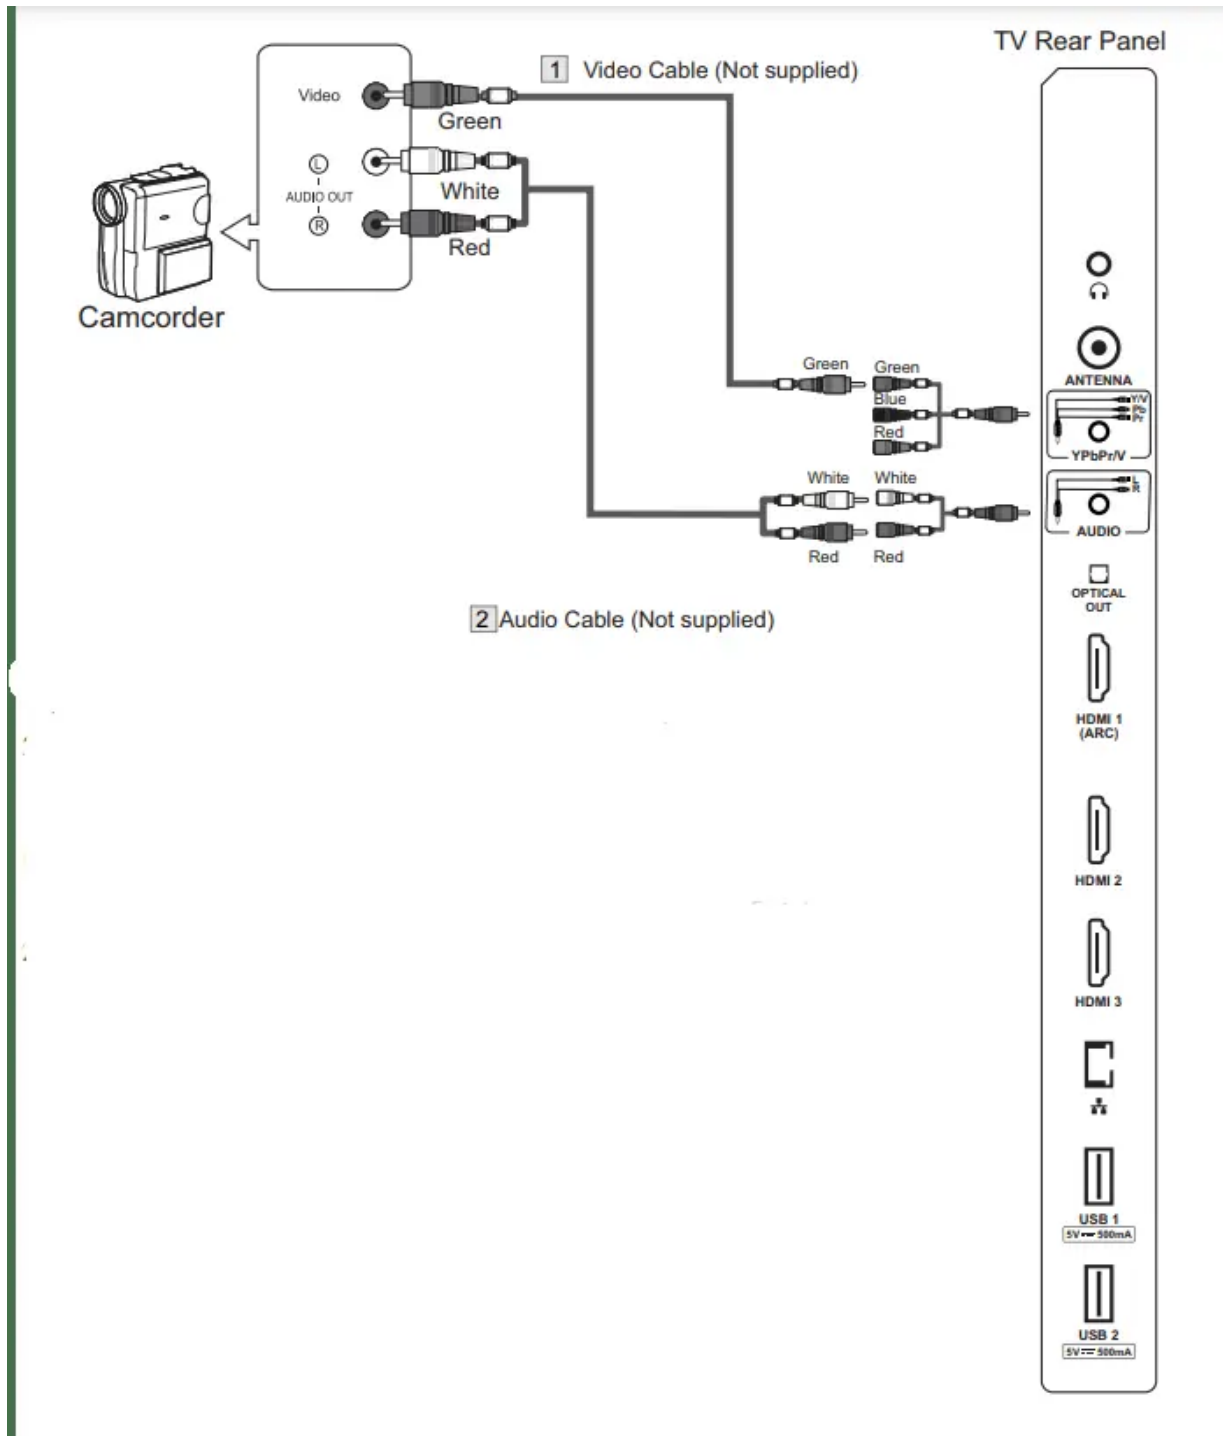 TV Rear Panel
1 Video Cable (Not supplied)
Video
Green
L
AUDIO OUT
R
White
Red
Camcorder
Green
Green
Blue
Red
White
White
Red
Red
2 Audio Cable (Not supplied)
ANTENNA
Y/V
Pb
Pr
YPbPr/V
L
R
AUDIO
OPTICAL
OUT
HDMI 1
(ARC)
HDMI 2
HDMI 3
USB 1
5V 500mA
USB 2
5V 500mA